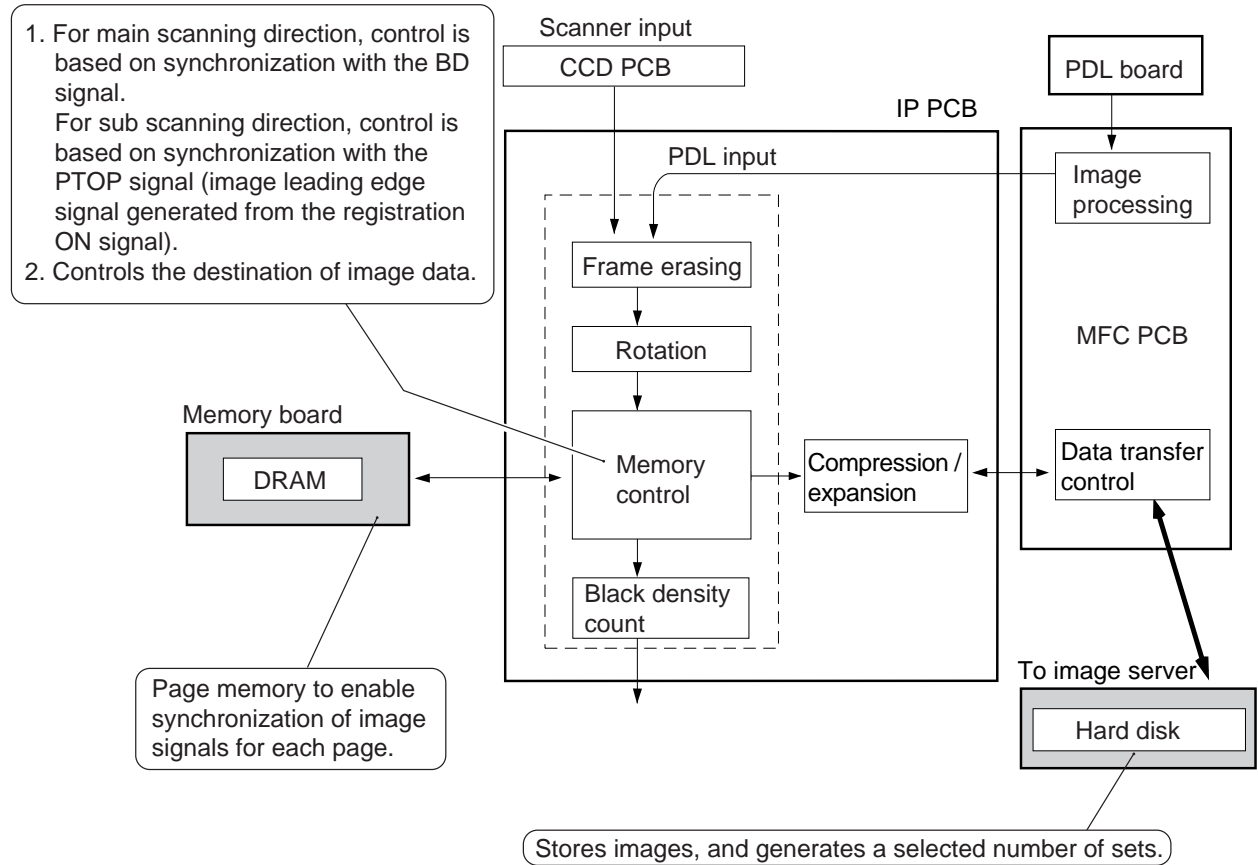 1. For main scanning direction, control is
based on synchronization with the BD
signal.
For sub scanning direction, control is
based on synchronization with the
PTOP signal (image leading edge
signal generated from the registration
ON signal).
2. Controls the destination of image data.
Scanner input
CCD PCB
PDL board
IP PCB
PDL input
Image
processing
Frame erasing
Rotation
MFC PCB
Memory board
DRAM
Memory
control
Compression /
expansion
Data transfer
control
Black density
count
Page memory to enable
synchronization of image
signals for each page.
To image server
Hard disk
Stores images, and generates a selected number of sets.